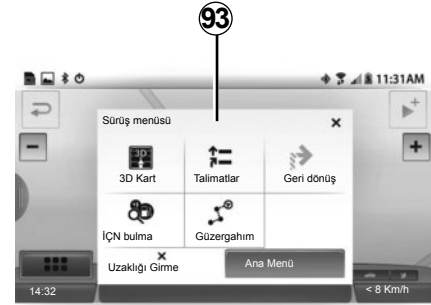 93
11:31AM
Sürüş menüsü
3D Kart
Talimatlar
Geri dönüş
İÇN bulma
Güzergahım
Uzaklığı Girme
Ana Menü
14:32
< 8 Km/h